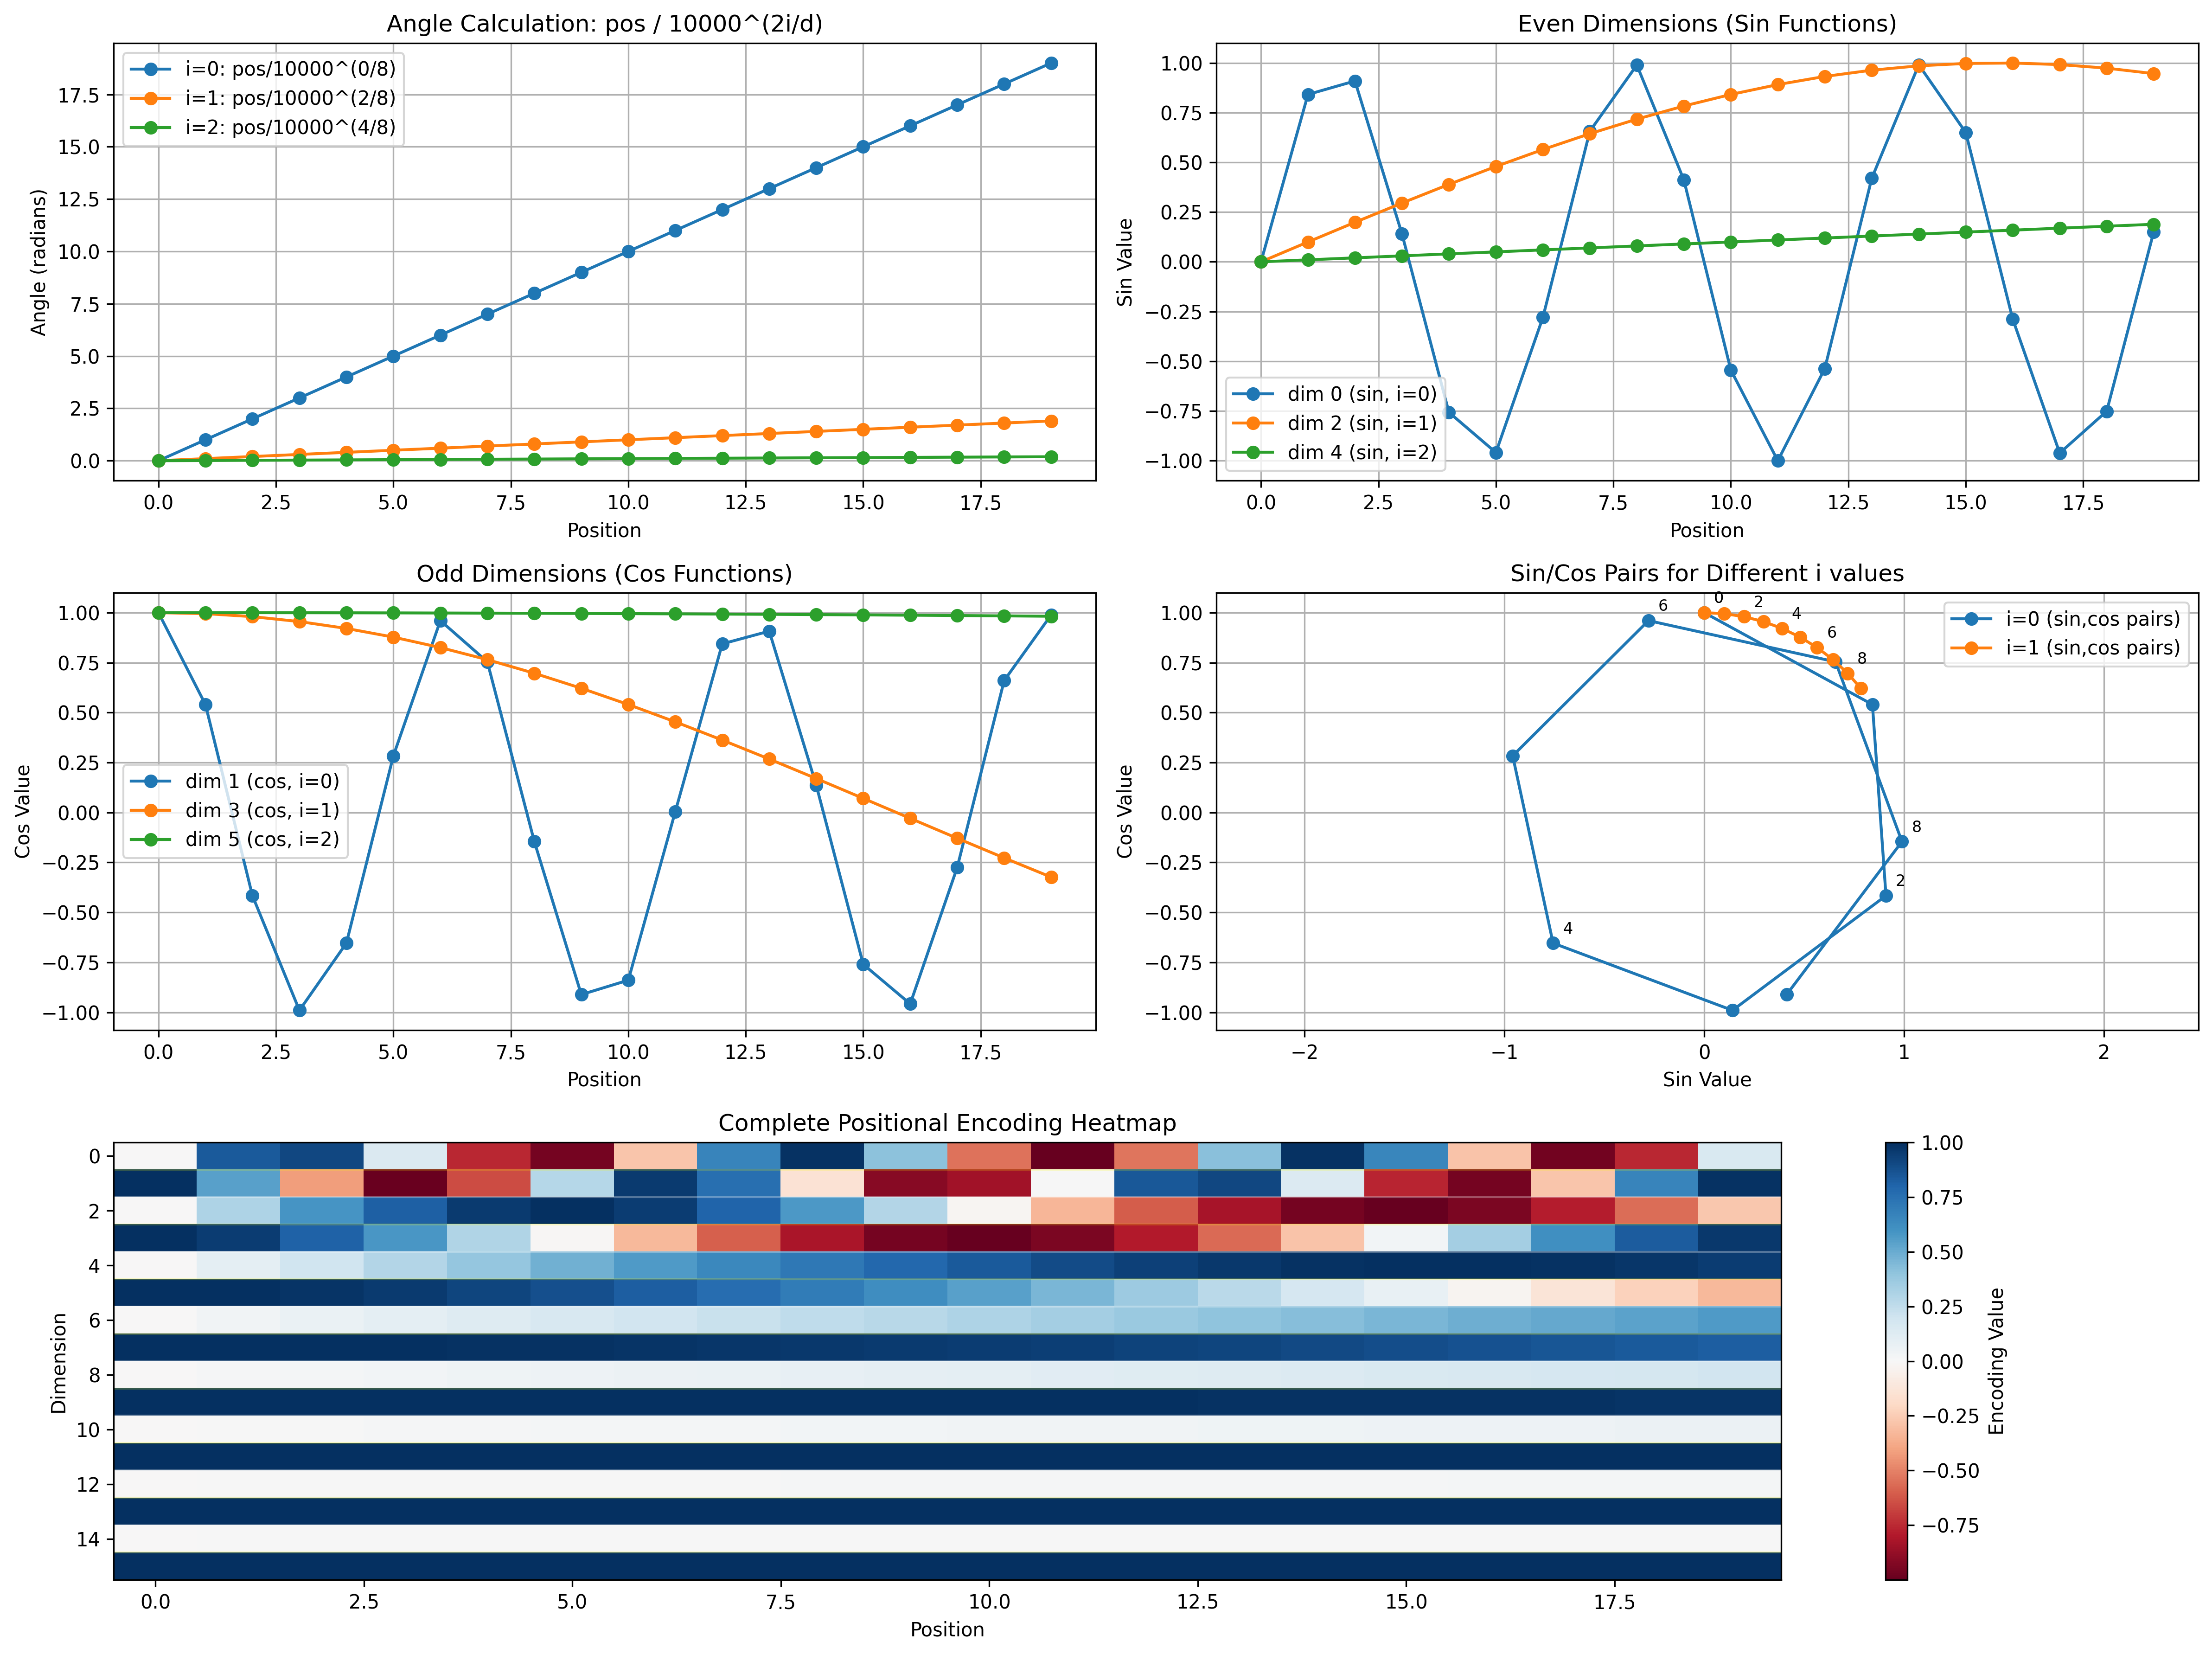 Angle Calculation: pos / 10000^(2i/d)
i=0: pos/10000^(0/8)
i=1: pos/10000^(2/8)
i=2: pos/10000^(4/8)
17.5
15.0
12.5
10.0
7.5
5.0
2.5
0.0
Angle (radians)
0.0 2.5 5.0 7.5 10.0 12.5 15.0 17.5
Position
Even Dimensions (Sin Functions)
1.00
0.75
0.50
0.25
0.00
−0.25
−0.50
−0.75
−1.00
Sin Value
dim 0 (sin, i=0)
dim 2 (sin, i=1)
dim 4 (sin, i=2)
0.0 2.5 5.0 7.5 10.0 12.5 15.0 17.5
Position
Odd Dimensions (Cos Functions)
1.00
0.75
0.50
0.25
0.00
−0.25
−0.50
−0.75
−1.00
Cos Value
dim 1 (cos, i=0)
dim 3 (cos, i=1)
dim 5 (cos, i=2)
0.0 2.5 5.0 7.5 10.0 12.5 15.0 17.5
Position
Sin/Cos Pairs for Different i values
i=0 (sin,cos pairs)
i=1 (sin,cos pairs)
1.00
0.75
0.50
0.25
0.00
−0.25
−0.50
−0.75
−1.00
Cos Value
6 0 2
4
6
8
8
2
4
−2 −1 0 1 2
Sin Value
Complete Positional Encoding Heatmap
0
2
4
6
8
10
12
14
Dimension
0.0 2.5 5.0 7.5 10.0 12.5 15.0 17.5
Position
1.00
0.75
0.50
0.25
0.00
−0.25
−0.50
−0.75
Encoding Value